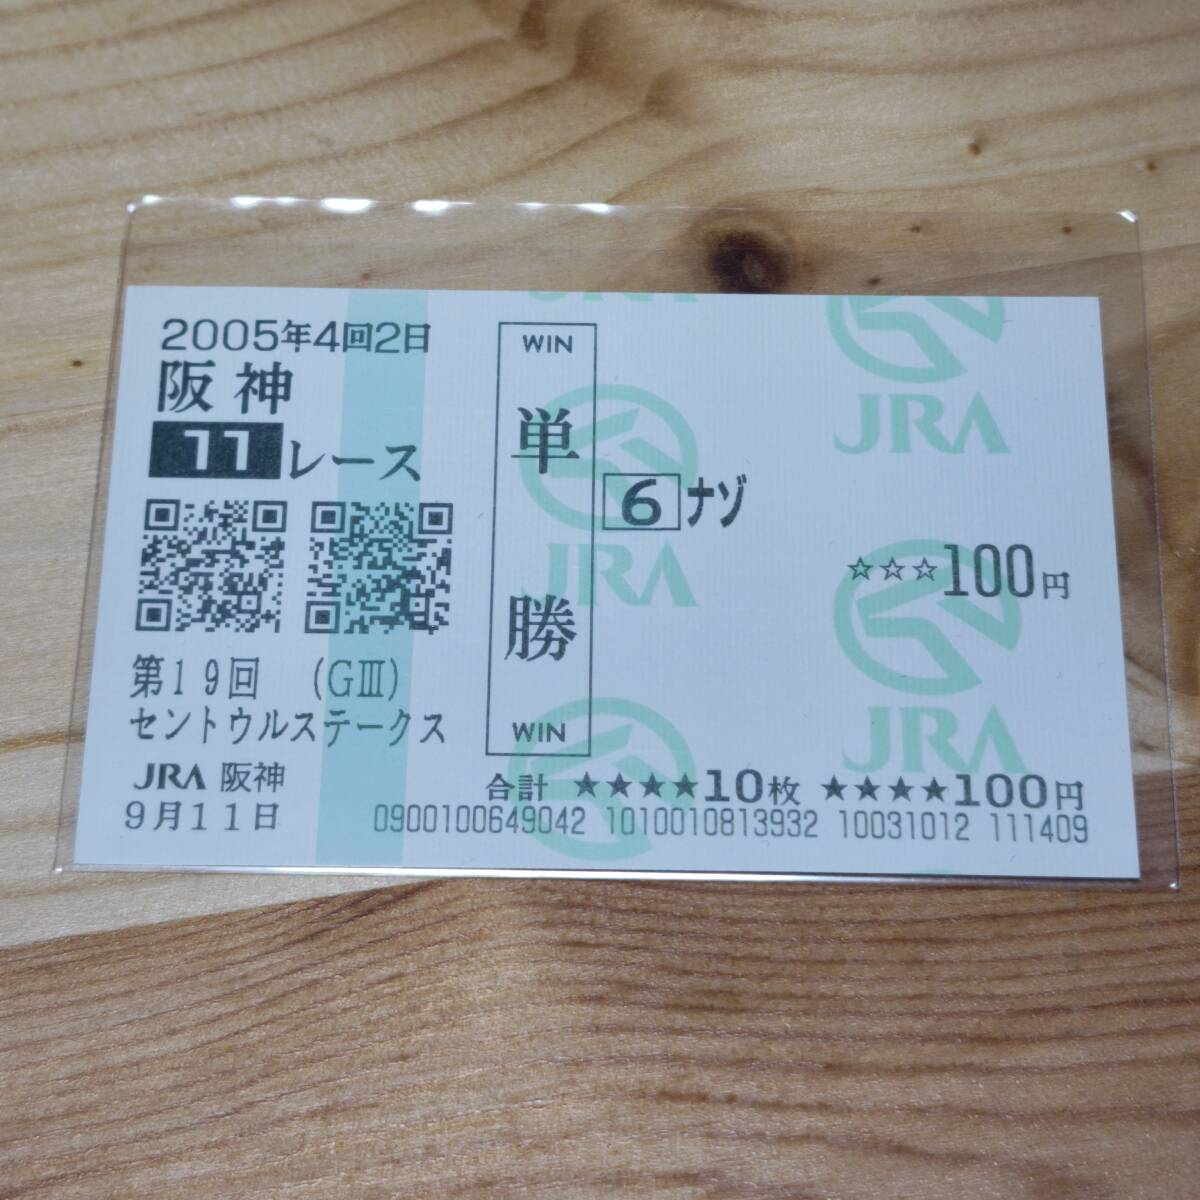 2005年4回2日
阪神
11レース
第19回 (GⅢ)
セントウルステークス
JRA 阪神
9月11日
WIN
単勝
WIN
6 ナゾ
☆☆☆100円
合計 ★★★★10枚 ★★★★100円
0900100649042 1010010813932 10031012 111409
JRA
JRA
JRA
JRA